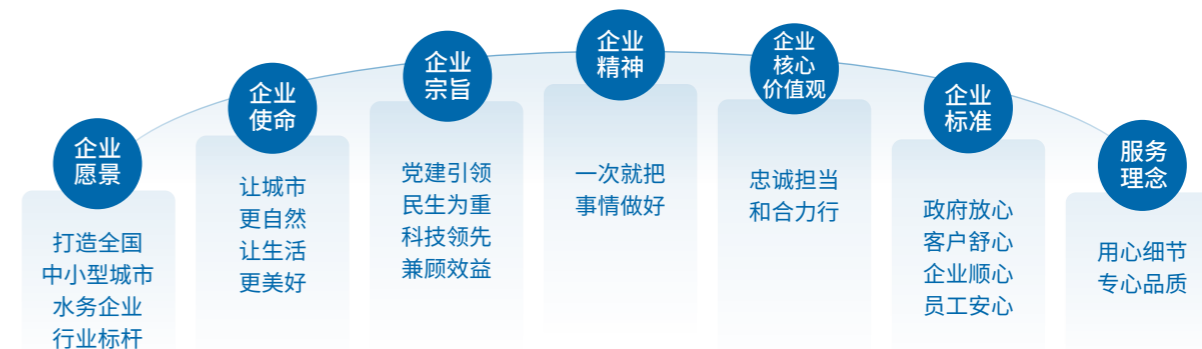 企业
愿景
打造全国
中小型城市
水务企业
行业标杆
企业
使命
让城市
更自然
让生活
更美好
企业
宗旨
党建引领
民生为重
科技领先
兼顾效益
企业
精神
一次就把
事情做好
企业
核心
价值观
忠诚担当
和合力行
企业
标准
政府放心
客户舒心
企业顺心
员工安心
服务
理念
用心细节
专心品质